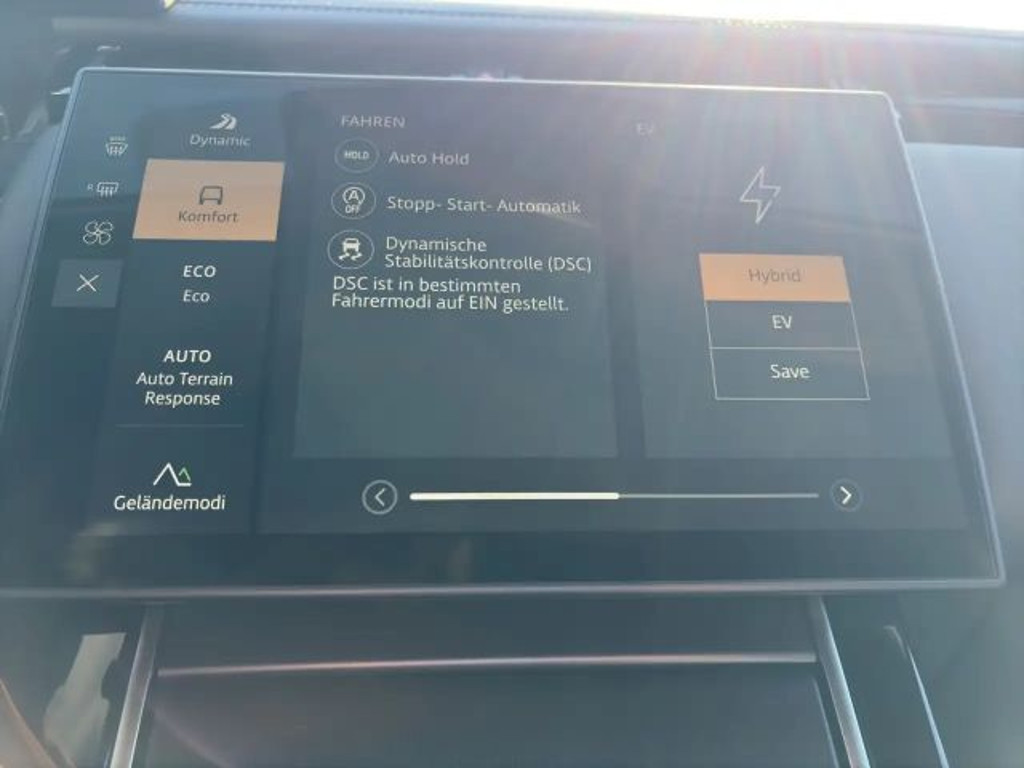 Dynamic
Komfort
ECO
Eco
AUTO
Auto Terrain
Response
Geländemodi
R
FAHREN
HOLD
Auto Hold
A
OFF
Stopp- Start- Automatik
Dynamische
Stabilitätskontrolle (DSC)
DSC ist in bestimmten
Fahrermodi auf EIN gestellt.
EV
Hybrid
EV
Save